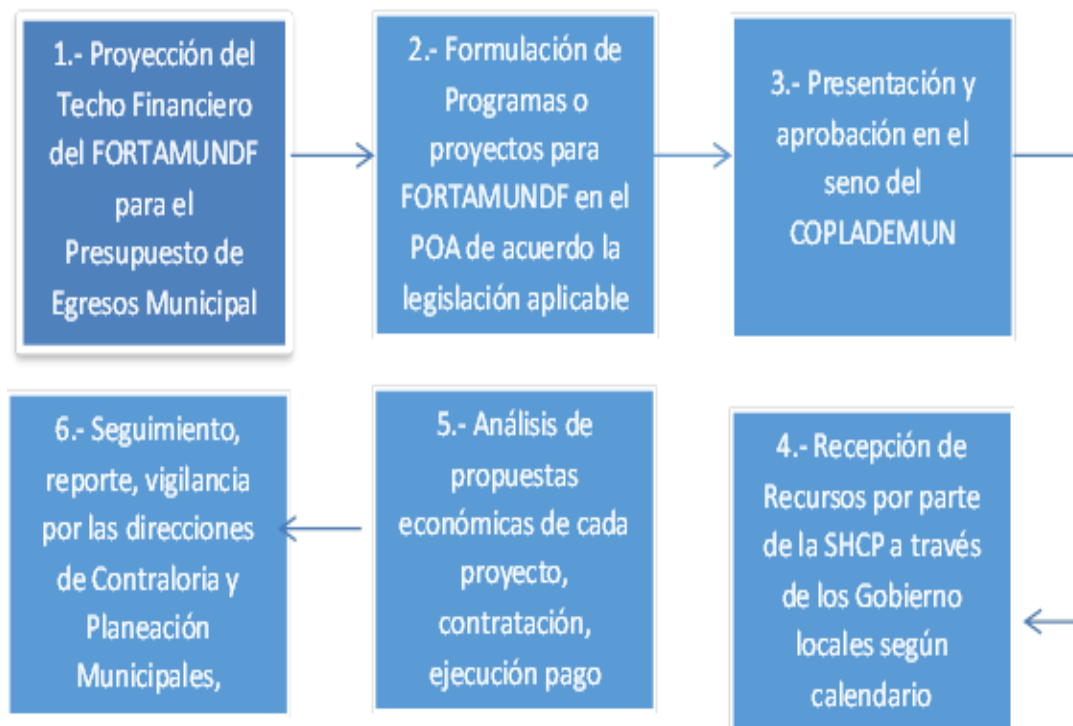 1.- Proyección del
Techo Financiero
del FORTAMUNDF
para el
Presupuesto de
Egresos Municipal
2.- Formulación de
Programas o
proyectos para
FORTAMUNDF en el
POA de acuerdo la
legislación aplicable
3.- Presentación y
aprobación en el
seno del
COPLADEMUN
4.- Recepción de
Recursos por parte
de la SHCP a través
de los Gobierno
locales según
calendario
5.- Análisis de
propuestas
económicas de cada
proyecto,
contratación,
ejecución pago
6.- Seguimiento,
reporte, vigilancia
por las direcciones
de Contraloria y
Planeación
Municipales,